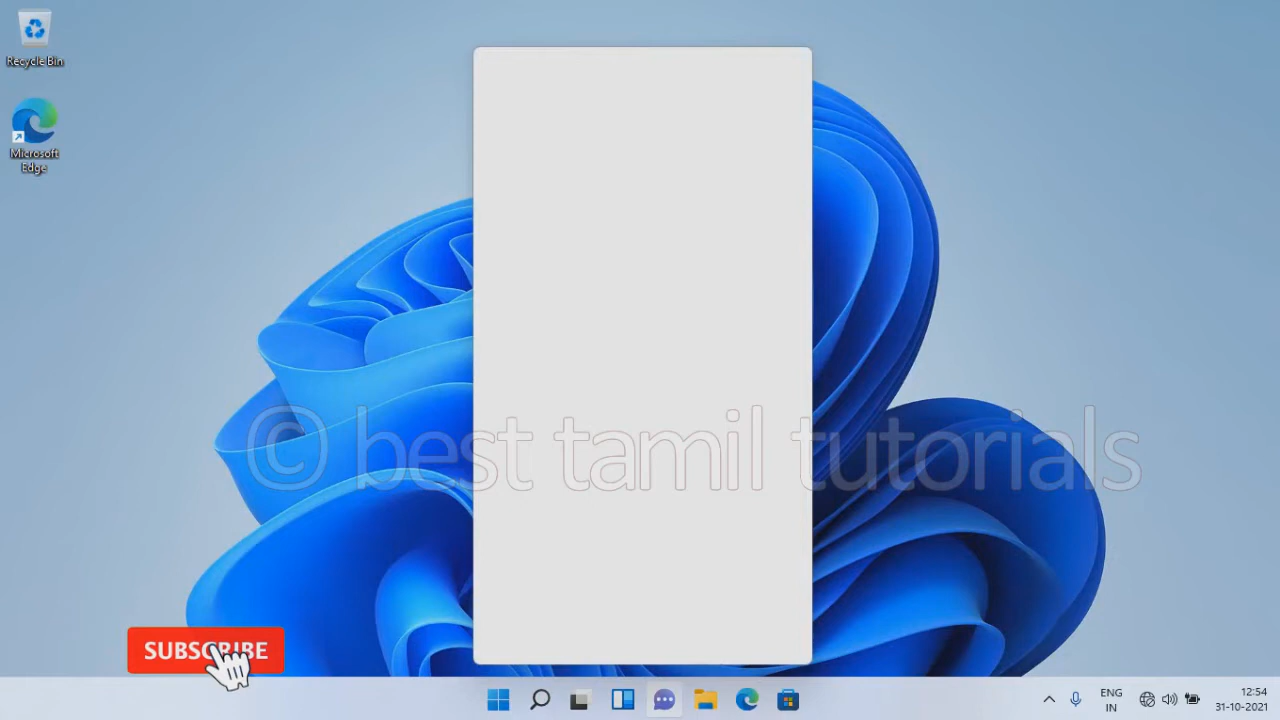 Recycle Bin
Microsoft
Edge
© best tamil tutorials
SUBSCRIBE
ENG
IN
12:54
31-10-2021